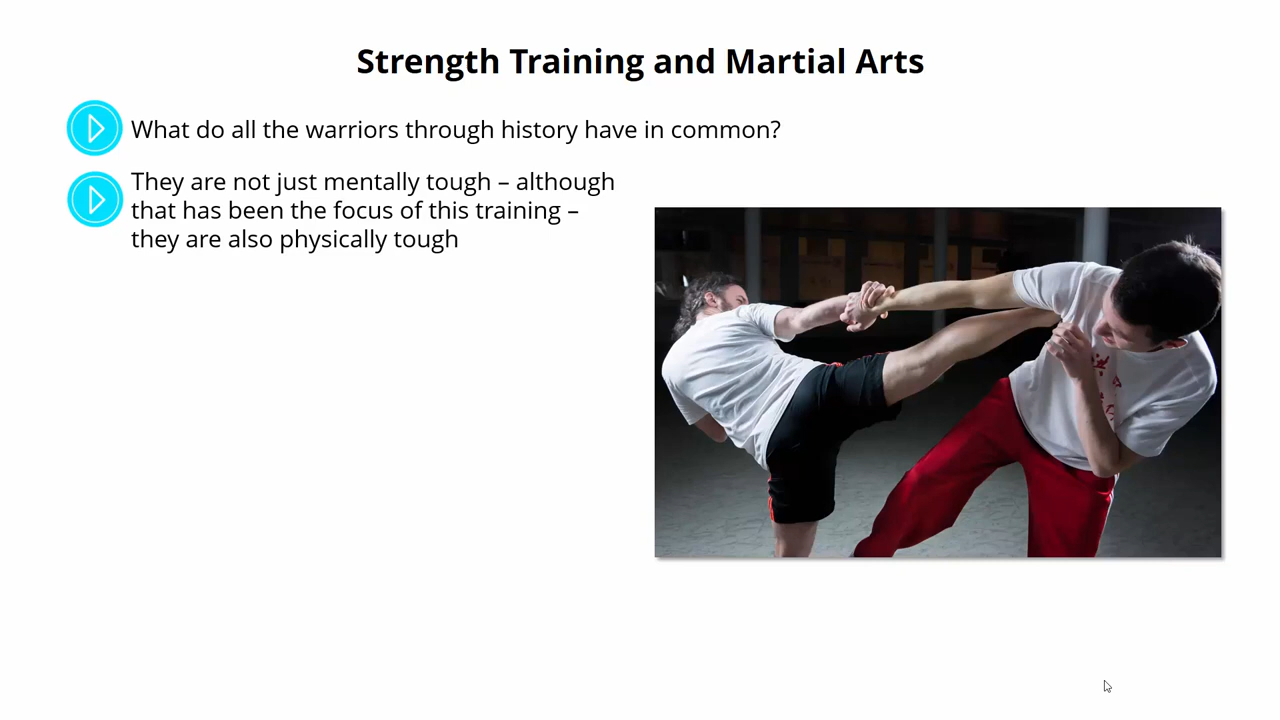 Strength Training and Martial Arts
What do all the warriors through history have in common?
They are not just mentally tough – although
that has been the focus of this training –
they are also physically tough